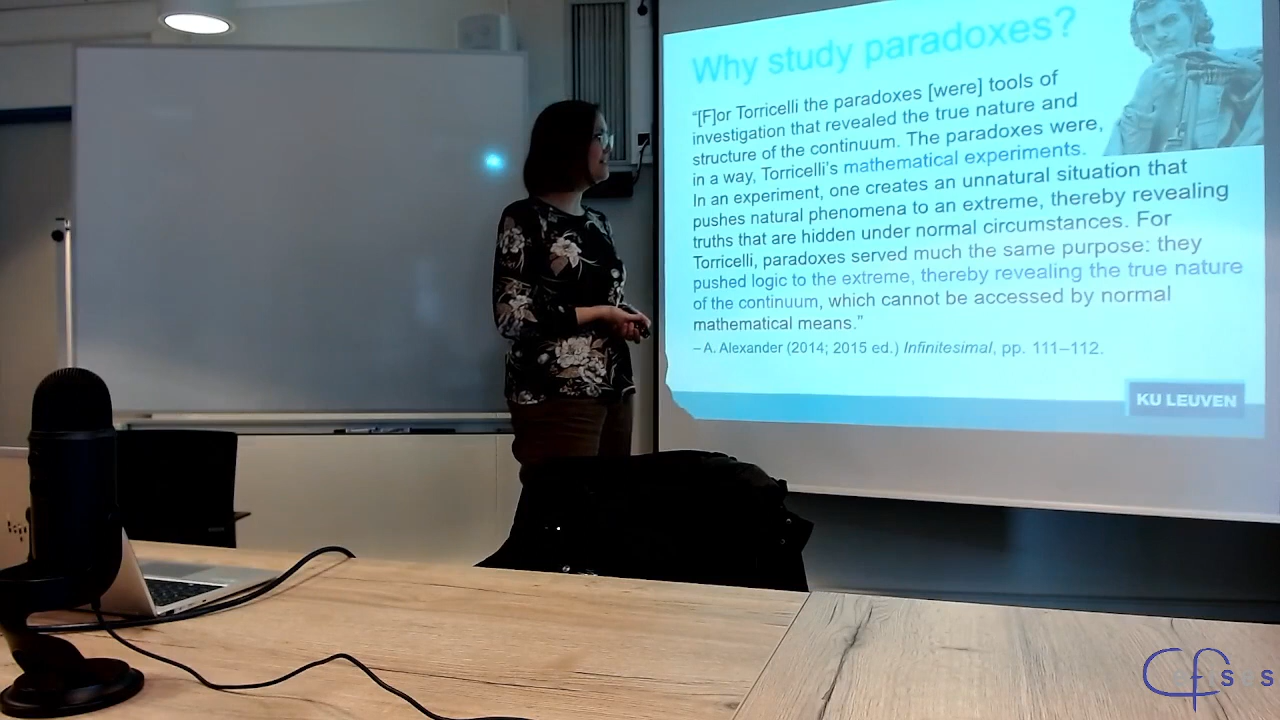 Why study paradoxes?
“[F]or Torricelli the paradoxes [were] tools of
investigation that revealed the true nature and
structure of the continuum. The paradoxes were,
in a way, Torricelli's mathematical experiments.
In an experiment, one creates an unnatural situation that
pushes natural phenomena to an extreme, thereby revealing
truths that are hidden under normal circumstances. For
Torricelli, paradoxes served much the same purpose: they
pushed logic to the extreme, thereby revealing the true nature
of the continuum, which cannot be accessed by normal
mathematical means.”
– A. Alexander (2014; 2015 ed.) Infinitesimal, pp. 111–112.
KU LEUVEN